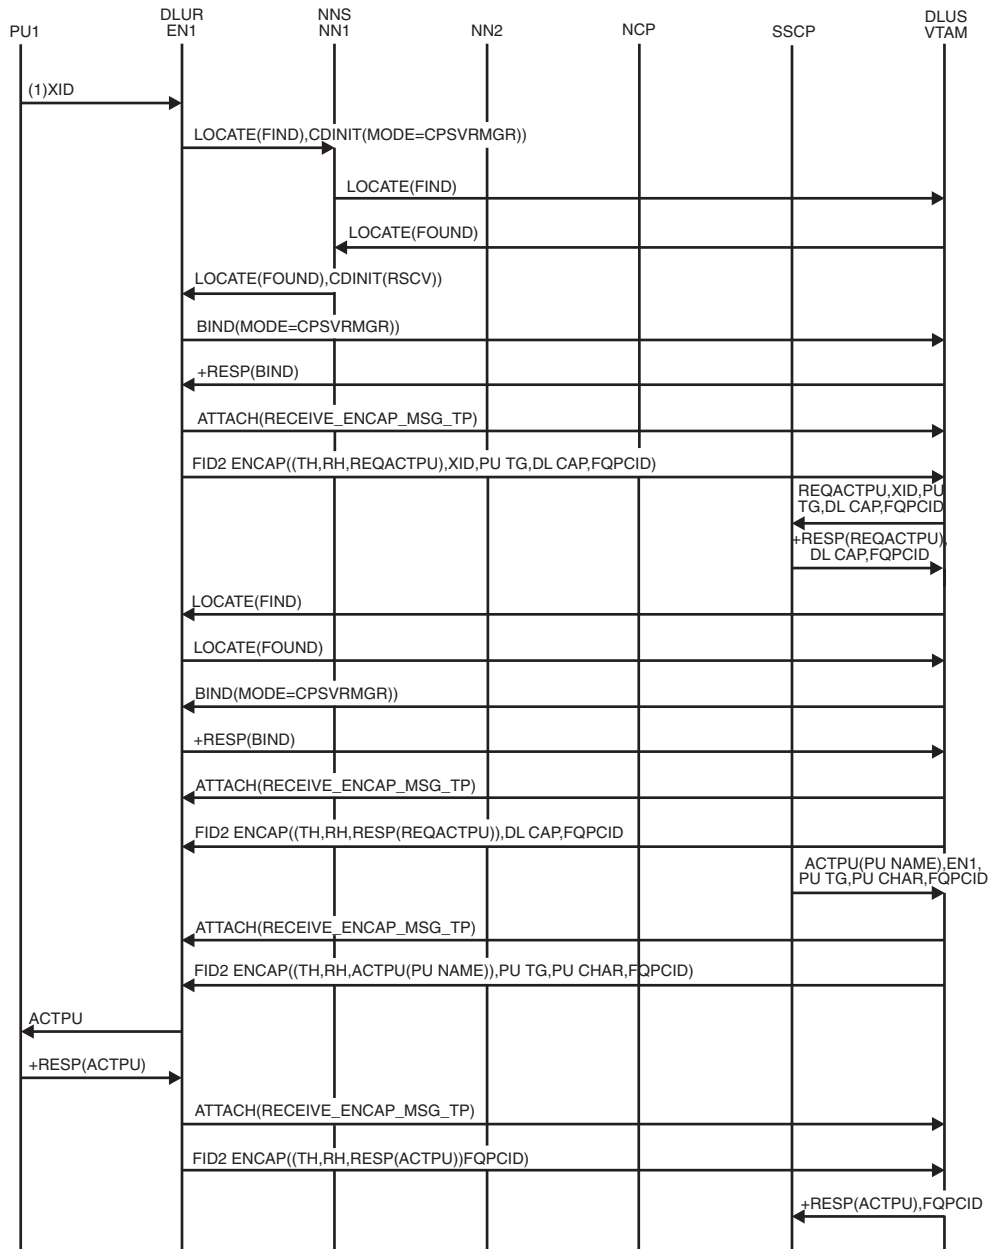 DLUR NNS DLUS
PU1 EN1 NN1 NN2 NCP SSCP VTAM
(1)XID
LOCATE(FIND),CDINIT(MODE=CPSVRMGR))
LOCATE(FIND)
LOCATE(FOUND)
LOCATE(FOUND),CDINIT(RSCV))
BIND(MODE=CPSVRMGR))
+RESP(BIND)
ATTACH(RECEIVE_ENCAP_MSG_TP)
FID2 ENCAP((TH,RH,REQACTPU),XID,PU TG,DL CAP,FQPCID)
REQACTPU,XID,PU
TG,DL CAP,FQPCID
+RESP(REQACTPU),
DL CAP,FQPCID
LOCATE(FIND)
LOCATE(FOUND)
BIND(MODE=CPSVRMGR))
+RESP(BIND)
ATTACH(RECEIVE_ENCAP_MSG_TP)
FID2 ENCAP((TH,RH,RESP(REQACTPU)),DL CAP,FQPCID
ACTPU(PU NAME),EN1,
PU TG,PU CHAR,FQPCID
ATTACH(RECEIVE_ENCAP_MSG_TP)
FID2 ENCAP((TH,RH,ACTPU(PU NAME)),PU TG,PU CHAR,FQPCID)
ACTPU
+RESP(ACTPU)
ATTACH(RECEIVE_ENCAP_MSG_TP)
FID2 ENCAP((TH,RH,RESP(ACTPU))FQPCID)
+RESP(ACTPU),FQPCID